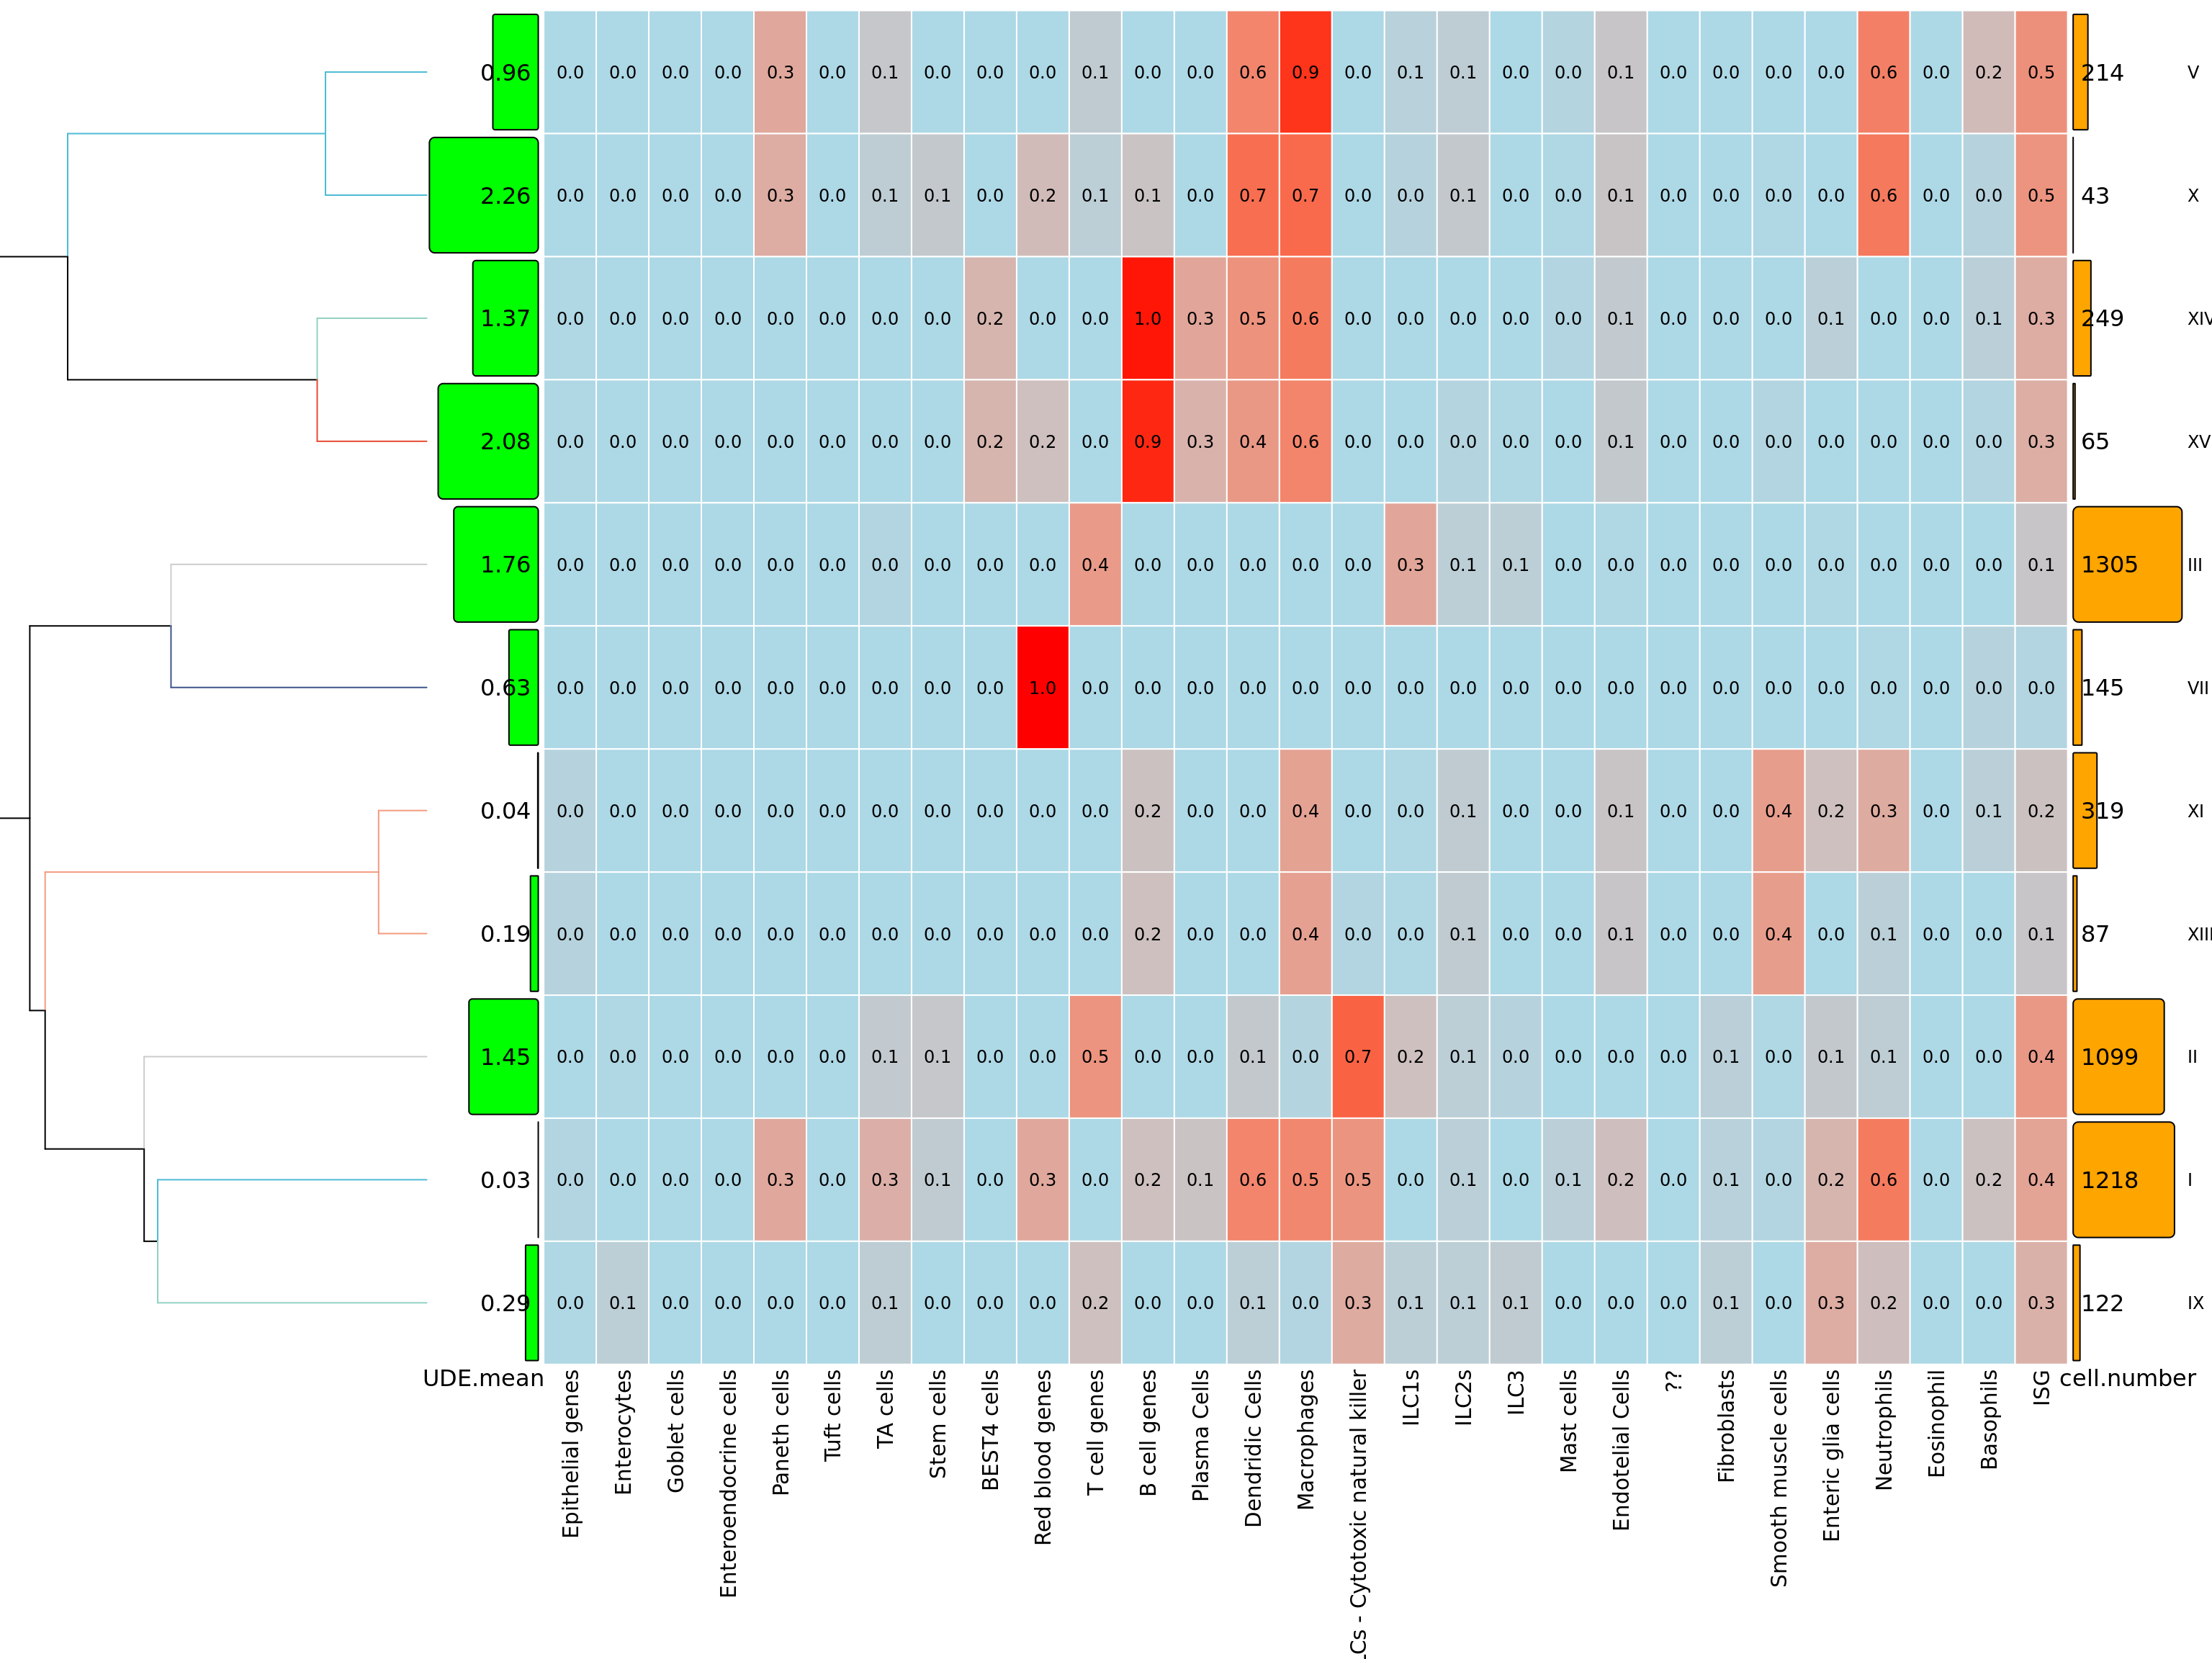 0.96 0.0 0.0 0.0 0.0 0.3 0.0 0.1 0.0 0.0 0.0 0.1 0.0 0.0 0.6 0.9 0.0 0.1 0.1 0.0 0.0 0.1 0.0 0.0 0.0 0.0 0.6 0.0 0.2 0.5 214 V
2.26 0.0 0.0 0.0 0.0 0.3 0.0 0.1 0.1 0.0 0.2 0.1 0.1 0.0 0.7 0.7 0.0 0.0 0.1 0.0 0.0 0.1 0.0 0.0 0.0 0.0 0.6 0.0 0.0 0.5 43 X
1.37 0.0 0.0 0.0 0.0 0.0 0.0 0.0 0.0 0.2 0.0 0.0 1.0 0.3 0.5 0.6 0.0 0.0 0.0 0.0 0.0 0.1 0.0 0.0 0.0 0.1 0.0 0.0 0.1 0.3 249 XIV
2.08 0.0 0.0 0.0 0.0 0.0 0.0 0.0 0.0 0.2 0.2 0.0 0.9 0.3 0.4 0.6 0.0 0.0 0.0 0.0 0.0 0.1 0.0 0.0 0.0 0.0 0.0 0.0 0.0 0.3 65 XV
1.76 0.0 0.0 0.0 0.0 0.0 0.0 0.0 0.0 0.0 0.0 0.4 0.0 0.0 0.0 0.0 0.0 0.3 0.1 0.1 0.0 0.0 0.0 0.0 0.0 0.0 0.0 0.0 0.0 0.1 1305 III
0.63 0.0 0.0 0.0 0.0 0.0 0.0 0.0 0.0 0.0 1.0 0.0 0.0 0.0 0.0 0.0 0.0 0.0 0.0 0.0 0.0 0.0 0.0 0.0 0.0 0.0 0.0 0.0 0.0 0.0 145 VII
0.04 0.0 0.0 0.0 0.0 0.0 0.0 0.0 0.0 0.0 0.0 0.0 0.2 0.0 0.0 0.4 0.0 0.0 0.1 0.0 0.0 0.1 0.0 0.0 0.4 0.2 0.3 0.0 0.1 0.2 319 XI
0.19 0.0 0.0 0.0 0.0 0.0 0.0 0.0 0.0 0.0 0.0 0.0 0.2 0.0 0.0 0.4 0.0 0.0 0.1 0.0 0.0 0.1 0.0 0.0 0.4 0.0 0.1 0.0 0.0 0.1 87 XIII
1.45 0.0 0.0 0.0 0.0 0.0 0.0 0.1 0.1 0.0 0.0 0.5 0.0 0.0 0.1 0.0 0.7 0.2 0.1 0.0 0.0 0.0 0.0 0.1 0.0 0.1 0.1 0.0 0.0 0.4 1099 II
0.03 0.0 0.0 0.0 0.0 0.3 0.0 0.3 0.1 0.0 0.3 0.0 0.2 0.1 0.6 0.5 0.5 0.0 0.1 0.0 0.1 0.2 0.0 0.1 0.0 0.2 0.6 0.0 0.2 0.4 1218 I
0.29 0.0 0.1 0.0 0.0 0.0 0.0 0.1 0.0 0.0 0.0 0.2 0.0 0.0 0.1 0.0 0.3 0.1 0.1 0.1 0.0 0.0 0.0 0.1 0.0 0.3 0.2 0.0 0.0 0.3 122 IX
UDE.mean
Epithelial genes
Enterocytes
Goblet cells
Enteroendocrine cells
Paneth cells
Tuft cells
TA cells
Stem cells
BEST4 cells
Red blood genes
T cell genes
B cell genes
Plasma Cells
Dendridic Cells
Macrophages
LCs - Cytotoxic natural killer
ILC1s
ILC2s
ILC3
Mast cells
Endotelial Cells
??
Fibroblasts
Smooth muscle cells
Enteric glia cells
Neutrophils
Eosinophil
Basophils
ISG
cell.number